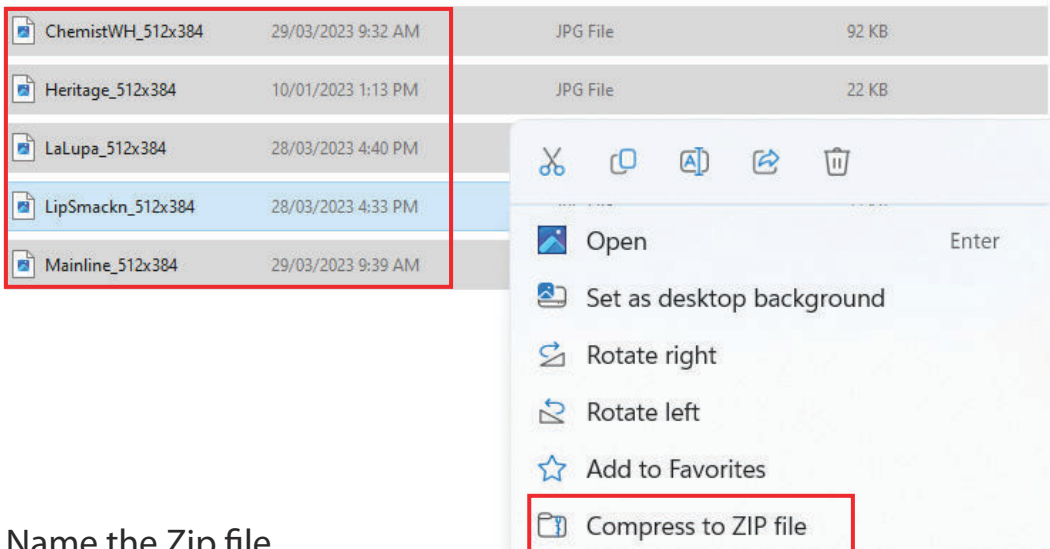 ChemistWH_512x384 29/03/2023 9:32 AM JPG File 92 KB
Heritage_512x384 10/01/2023 1:13 PM JPG File 22 KB
LaLupa_512x384 28/03/2023 4:40 PM
LipSmackn_512x384 28/03/2023 4:33 PM
Open Enter
Mainline_512x384 29/03/2023 9:39 AM
Set as desktop background
Rotate right
Rotate left
Add to Favorites
Compress to ZIP file
Name the Zip file